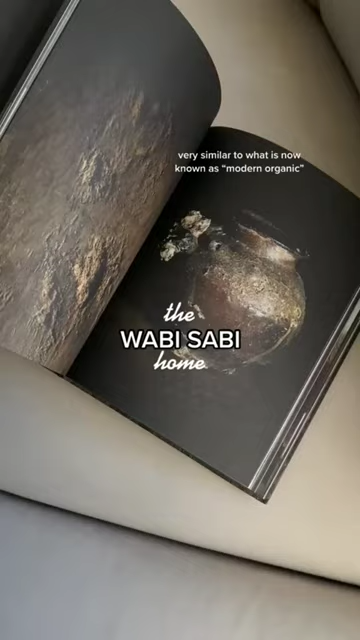 very similar to what is now
known as “modern organic”
the
WABI SABI
home